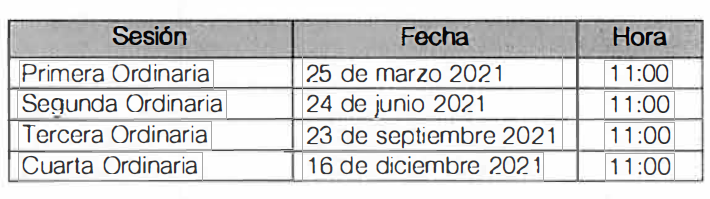 Sesión Fecha Hora
Primera Ordinaria 25 de marzo 2021 11:00
Segunda Ordinaria 24 de junio 2021 11:00
Tercera Ordinaria 23 de septiembre 2021 11:00
Cuarta Ordinaria 16 de diciembre 2021 11:00